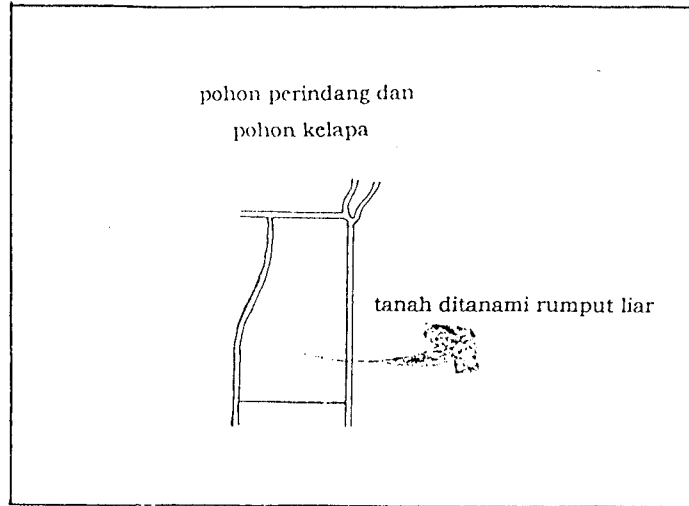 pohon perindang dan
pohon kelapa
tanah ditanami rumput liar